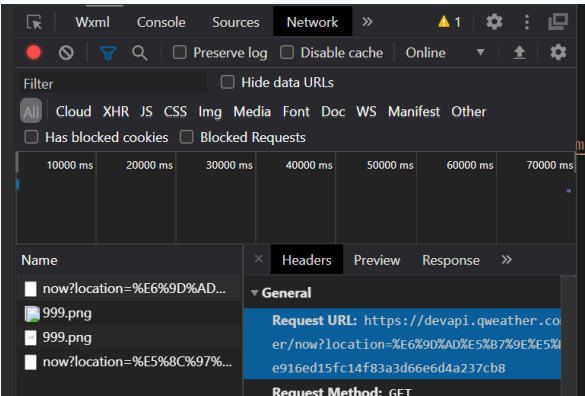 Wxml Console Sources Network » 1
Preserve log Disable cache Online
Filter Hide data URLs
All Cloud XHR JS CSS Img Media Font Doc WS Manifest Other
Has blocked cookies Blocked Requests
10000 ms 20000 ms 30000 ms 40000 ms 50000 ms 60000 ms 70000 ms
Name × Headers Preview Response »
now?location=%E6%9D%AD...
999.png
999.png
now?location=%E5%8C%97%...
General
Request URL: https://devapi.qweather.co
er/now?location=%E6%9D%AD%E5%B7%9E%E5%
e916ed15fc14f83a3d66e6d4a237cb8
Request Method: GET